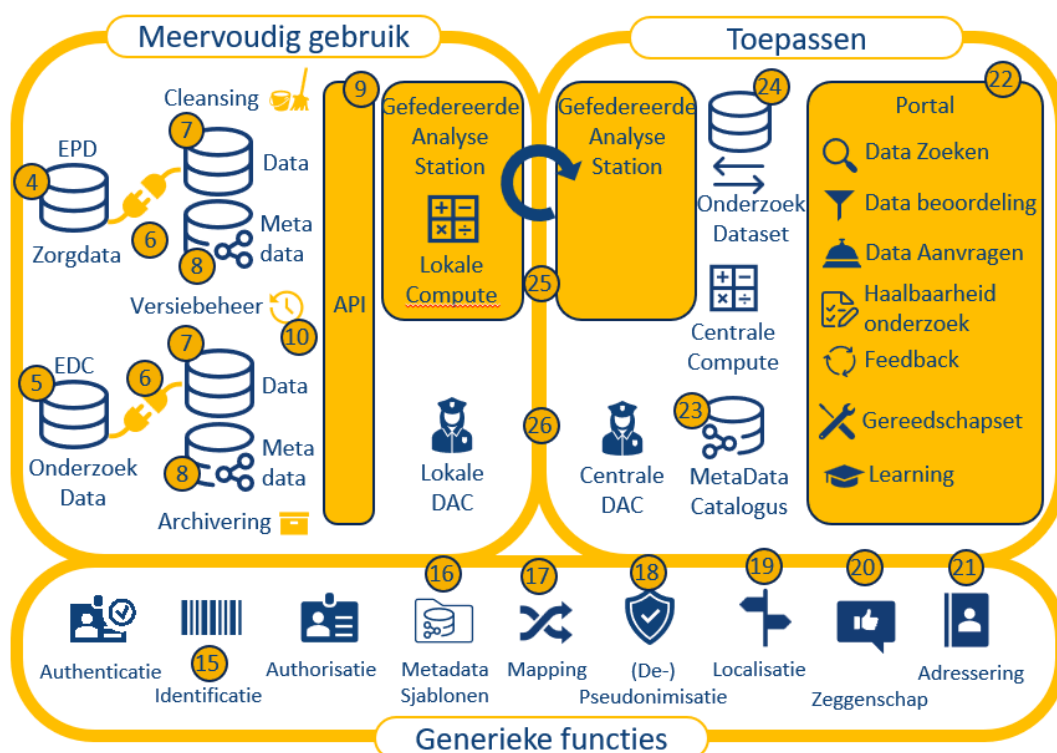 Meervoudig gebruik
Cleansing
9
7
EPD
Data
4
6
Meta
data
Zorgdata
8
Versiebeheer
10
7
EDC
5
6
Data
Meta
data
8
Onderzoek
Data
Archivering
API
Gefedereerde
Analyse
Station
Lokale
Compute
Lokale
DAC
25
26
Toepassen
Gefedereerde
Analyse
Station
24
Onderzoek
Dataset
Centrale
Compute
Centrale
DAC
23
MetaData
Catalogus
22
Portal
Data Zoeken
Data beoordeling
Data Aanvragen
Haalbaarheid
onderzoek
Feedback
Gereedschapset
Learning
Authenticatie
15
Identificatie
Authorisatie
16
Metadada
Sjablonen
17
Mapping
18
(De-)
Pseudonimisatie
19
Localisatie
20
Zeggenschap
21
Adressering
Generieke functies